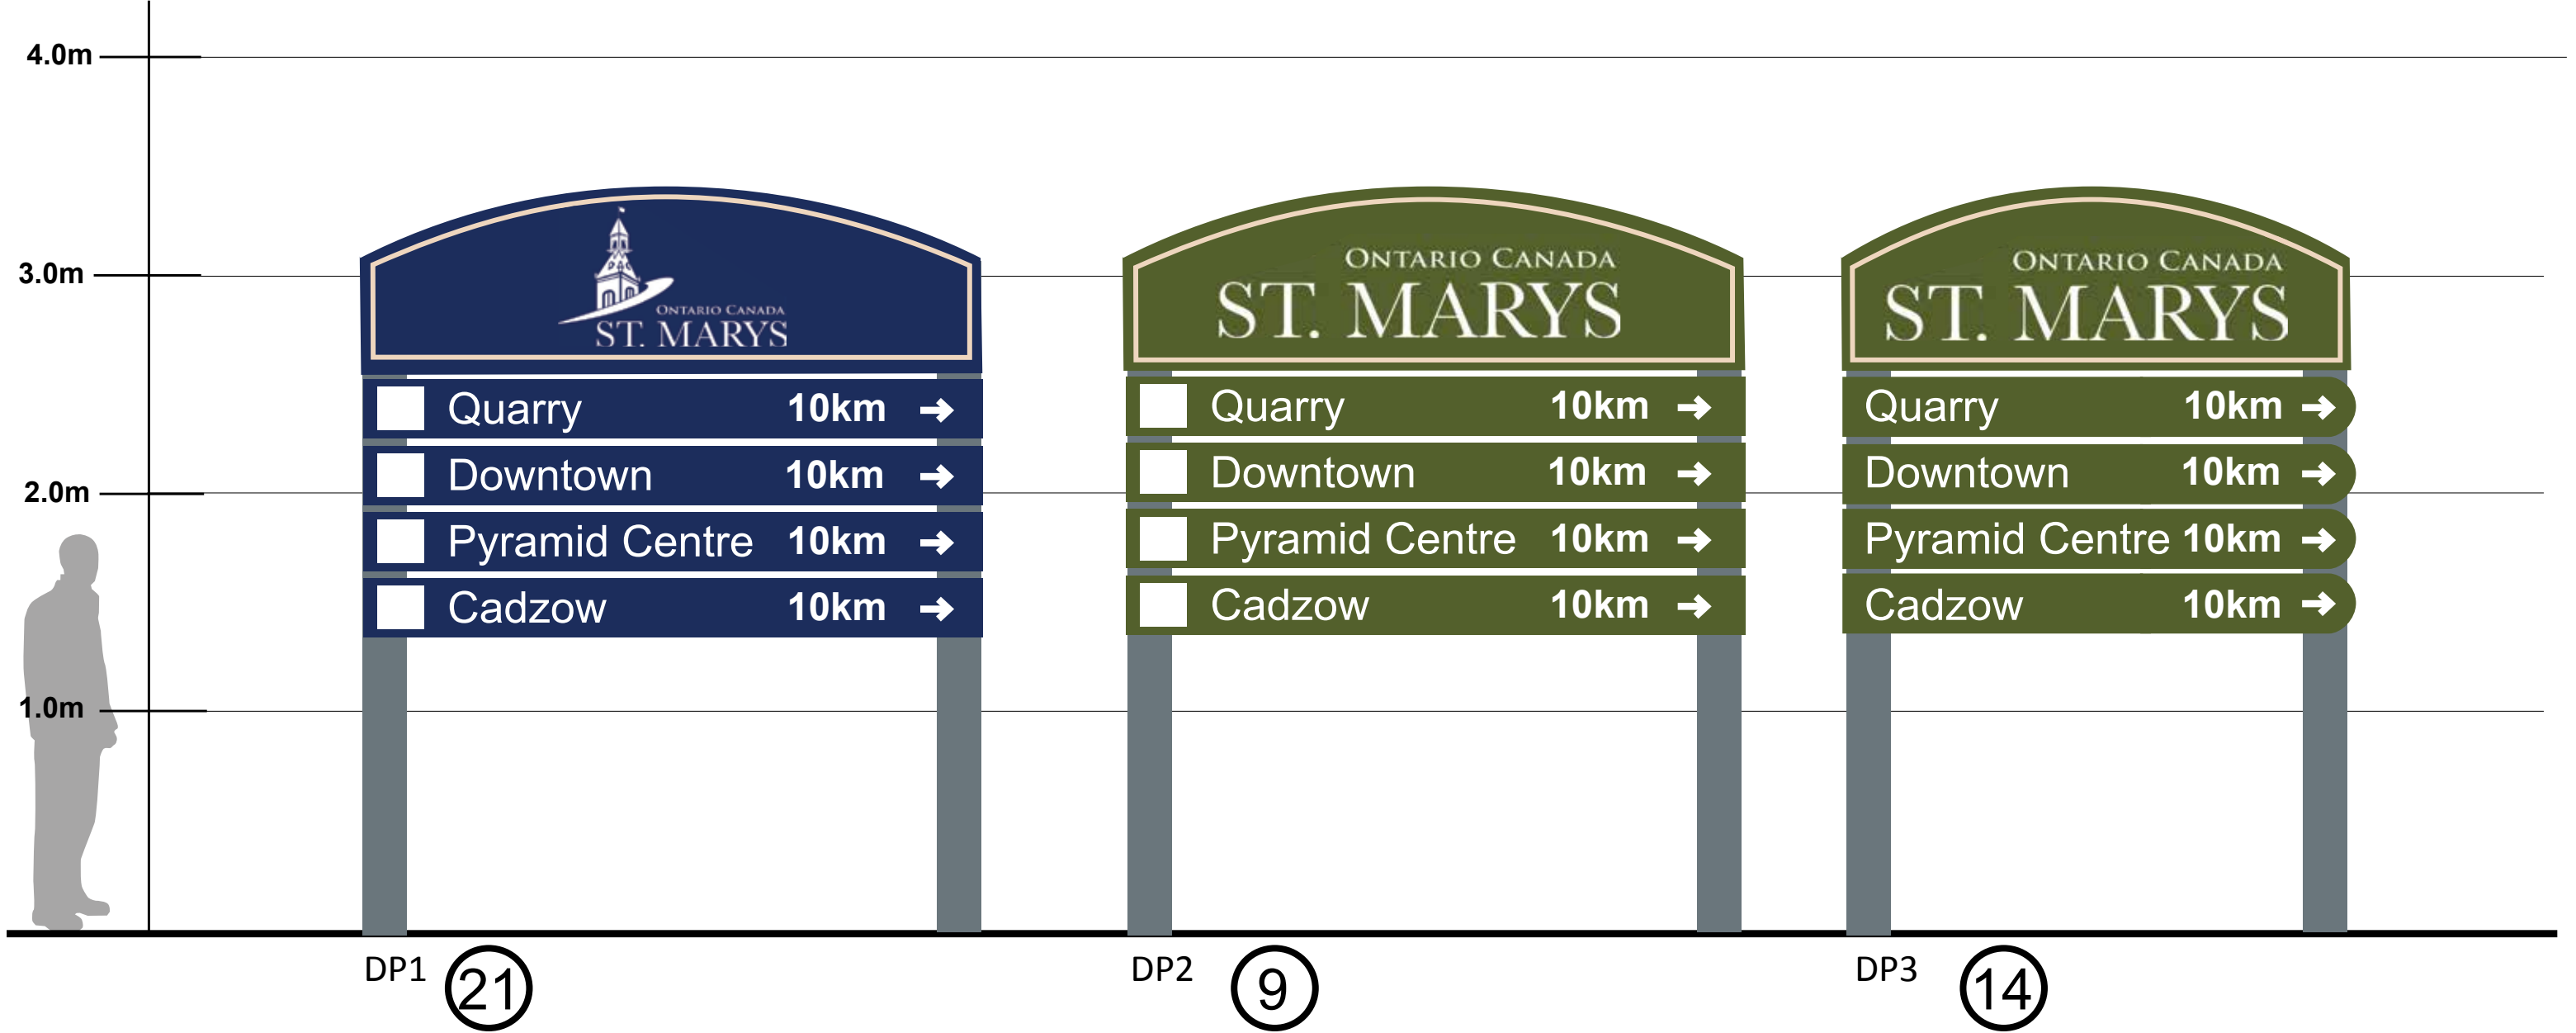 4.0m
3.0m
2.0m
1.0m
ONTARIO CANADA
ST. MARYS
Quarry 10km →
Downtown 10km →
Pyramid Centre 10km →
Cadzow 10km →
DP1 21
ONTARIO CANADA
ST. MARYS
Quarry 10km →
Downtown 10km →
Pyramid Centre 10km →
Cadzow 10km →
DP2 9
ONTARIO CANADA
ST. MARYS
Quarry 10km →
Downtown 10km →
Pyramid Centre 10km →
Cadzow 10km →
DP3 14